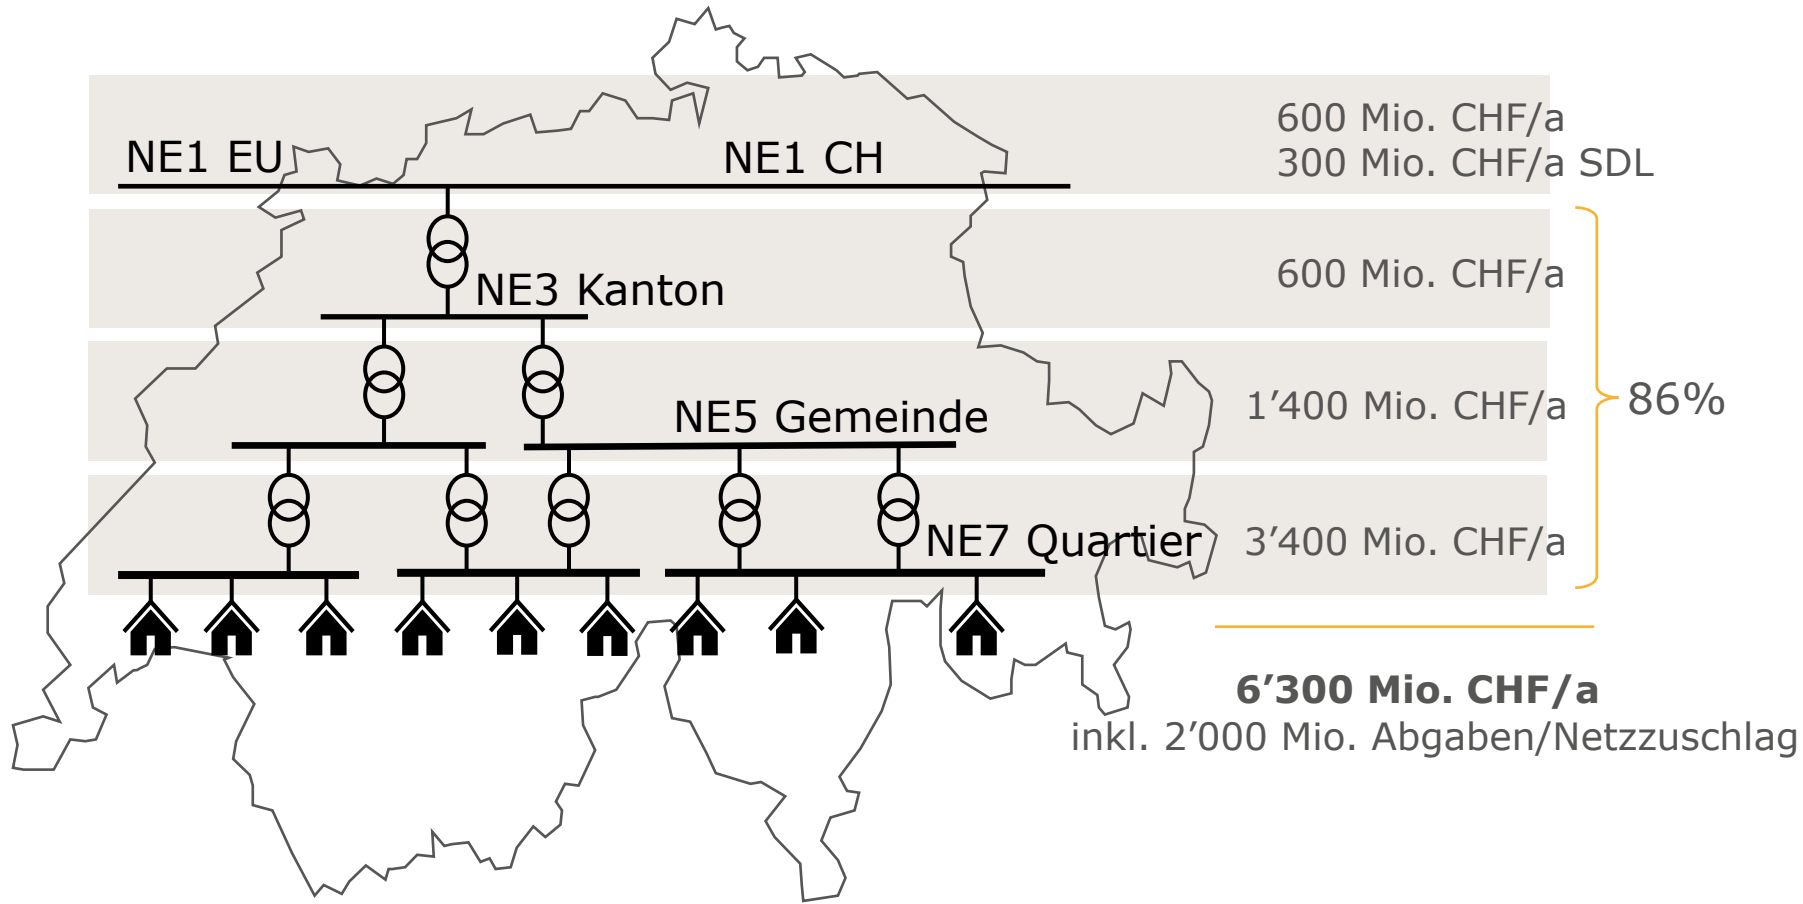 NE1 EU
NE1 CH
600 Mio. CHF/a
300 Mio. CHF/a SDL
NE3 Kanton
600 Mio. CHF/a
NE5 Gemeinde
1’400 Mio. CHF/a
86%
NE7 Quartier
3’400 Mio. CHF/a
6’300 Mio. CHF/a
inkl. 2’000 Mio. Abgaben/Netzzuschlag